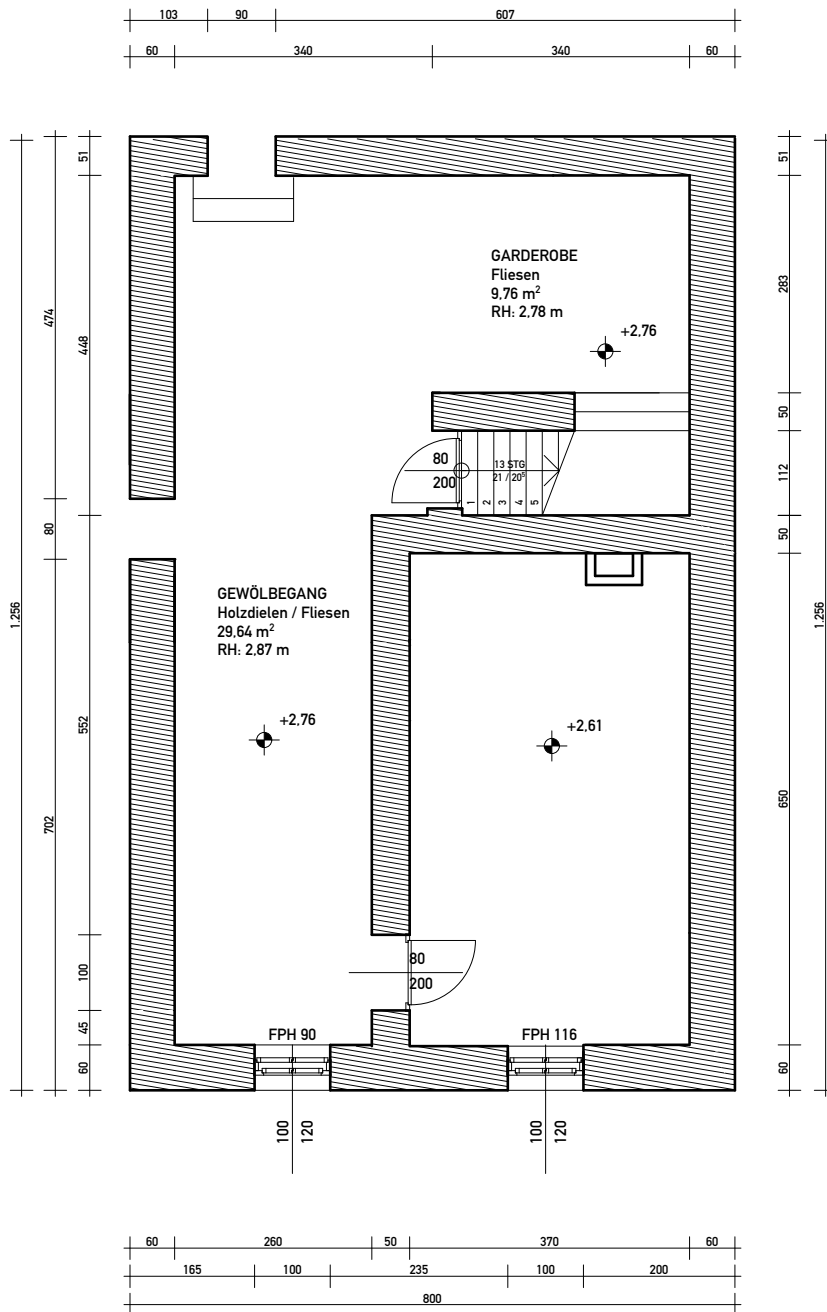 103 90 607
60 340 340 60
51
51
GARDEROBE
Fliesen
9,76 m²
RH: 2,78 m
283
474
+2,76
448
50
80
200
13 STG
21 / 20⁵
1 2 3 4 5
112
80
50
GEWÖLBEGANG
Holzdielen / Fliesen
29,64 m²
RH: 2,87 m
1.256
1.256
552
+2,76
+2,61
702
650
80
200
100
45
FPH 90
FPH 116
60
60
100
120
100
120
60 260 50 370 60
165 100 235 100 200
800